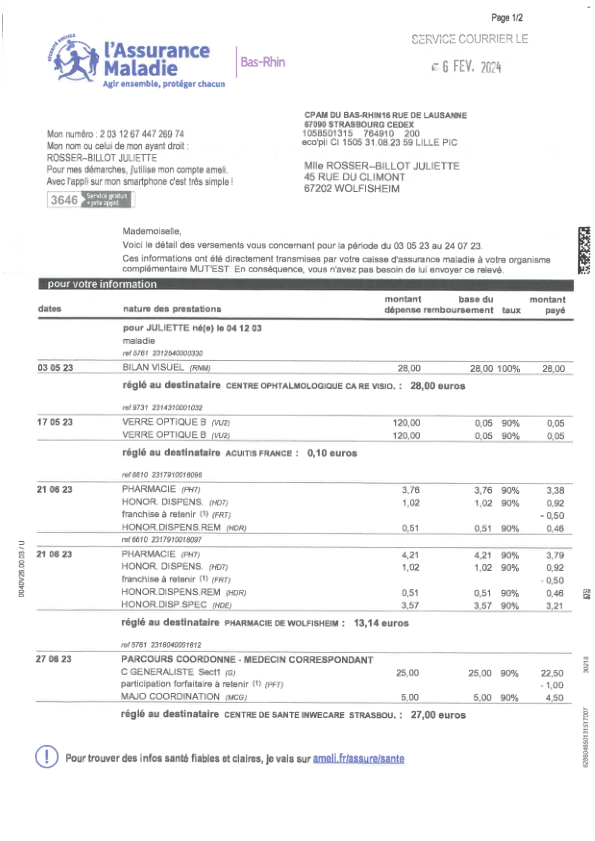 Page 1/2
SÉCURITÉ SOCIALE
l'Assurance
Maladie
Agir ensemble, protéger chacun
Bas-Rhin
SERVICE COURRIER LE
6 FEV. 2024
CPAM DU BAS-RHIN16 RUE DE LAUSANNE
67090 STRASBOURG CEDEX
1058501315 764910 200
eco'pli CI 1505 31.08.23 59 LILLE PIC
Mon numéro : 2 03 12 67 447 269 74
Mon nom ou celui de mon ayant droit :
ROSSER--BILLOT JULIETTE
Pour mes démarches, j'utilise mon compte ameli.
Avec l'appli sur mon smartphone c'est très simple !
3646 Service gratuit + prix appel
Mlle ROSSER--BILLOT JULIETTE
45 RUE DU CLIMONT
67202 WOLFISHEIM
Mademoiselle,
Voici le détail des versements vous concernant pour la période du 03 05 23 au 24 07 23.
Ces informations ont été directement transmises par votre caisse d'assurance maladie à votre organisme
complémentaire MUT'EST. En conséquence, vous n'avez pas besoin de lui envoyer ce relevé.
pour votre information
dates nature des prestations montant dépense base du remboursement taux montant payé
pour JULIETTE né(e) le 04 12 03
maladie
ref 5761 2312540000330
03 05 23 BILAN VISUEL (RNM) 28,00 28,00 100% 28,00
réglé au destinataire CENTRE OPHTALMOLOGIQUE CA RE VISIO. : 28,00 euros
ref 9731 2314310001032
17 05 23 VERRE OPTIQUE B (VU2) 120,00 0,05 90% 0,05
VERRE OPTIQUE B (VU2) 120,00 0,05 90% 0,05
réglé au destinataire ACUITIS FRANCE : 0,10 euros
ref 6610 2317910018096
21 06 23 PHARMACIE (PH7) 3,76 3,76 90% 3,38
HONOR. DISPENS. (HD7) 1,02 1,02 90% 0,92
franchise à retenir (1) (FRT) - 0,50
HONOR.DISPENS.REM (HDR) 0,51 0,51 90% 0,46
ref 6610 2317910018097
21 06 23 PHARMACIE (PH7) 4,21 4,21 90% 3,79
HONOR. DISPENS. (HD7) 1,02 1,02 90% 0,92
franchise à retenir (1) (FRT) - 0,50
HONOR.DISPENS.REM (HDR) 0,51 0,51 90% 0,46
HONOR.DISP.SPEC (HDE) 3,57 3,57 90% 3,21
réglé au destinataire PHARMACIE DE WOLFISHEIM : 13,14 euros
ref 5761 2318040001812
27 06 23 PARCOURS COORDONNE - MEDECIN CORRESPONDANT
C GENERALISTE Sect1 (G) 25,00 25,00 90% 22,50
participation forfaitaire à retenir (1) (PFT) - 1,00
MAJO COORDINATION (MCG) 5,00 5,00 90% 4,50
réglé au destinataire CENTRE DE SANTE INWECARE STRASBOU. : 27,00 euros
Pour trouver des infos santé fiables et claires, je vais sur ameli.fr/assure/sante
30218